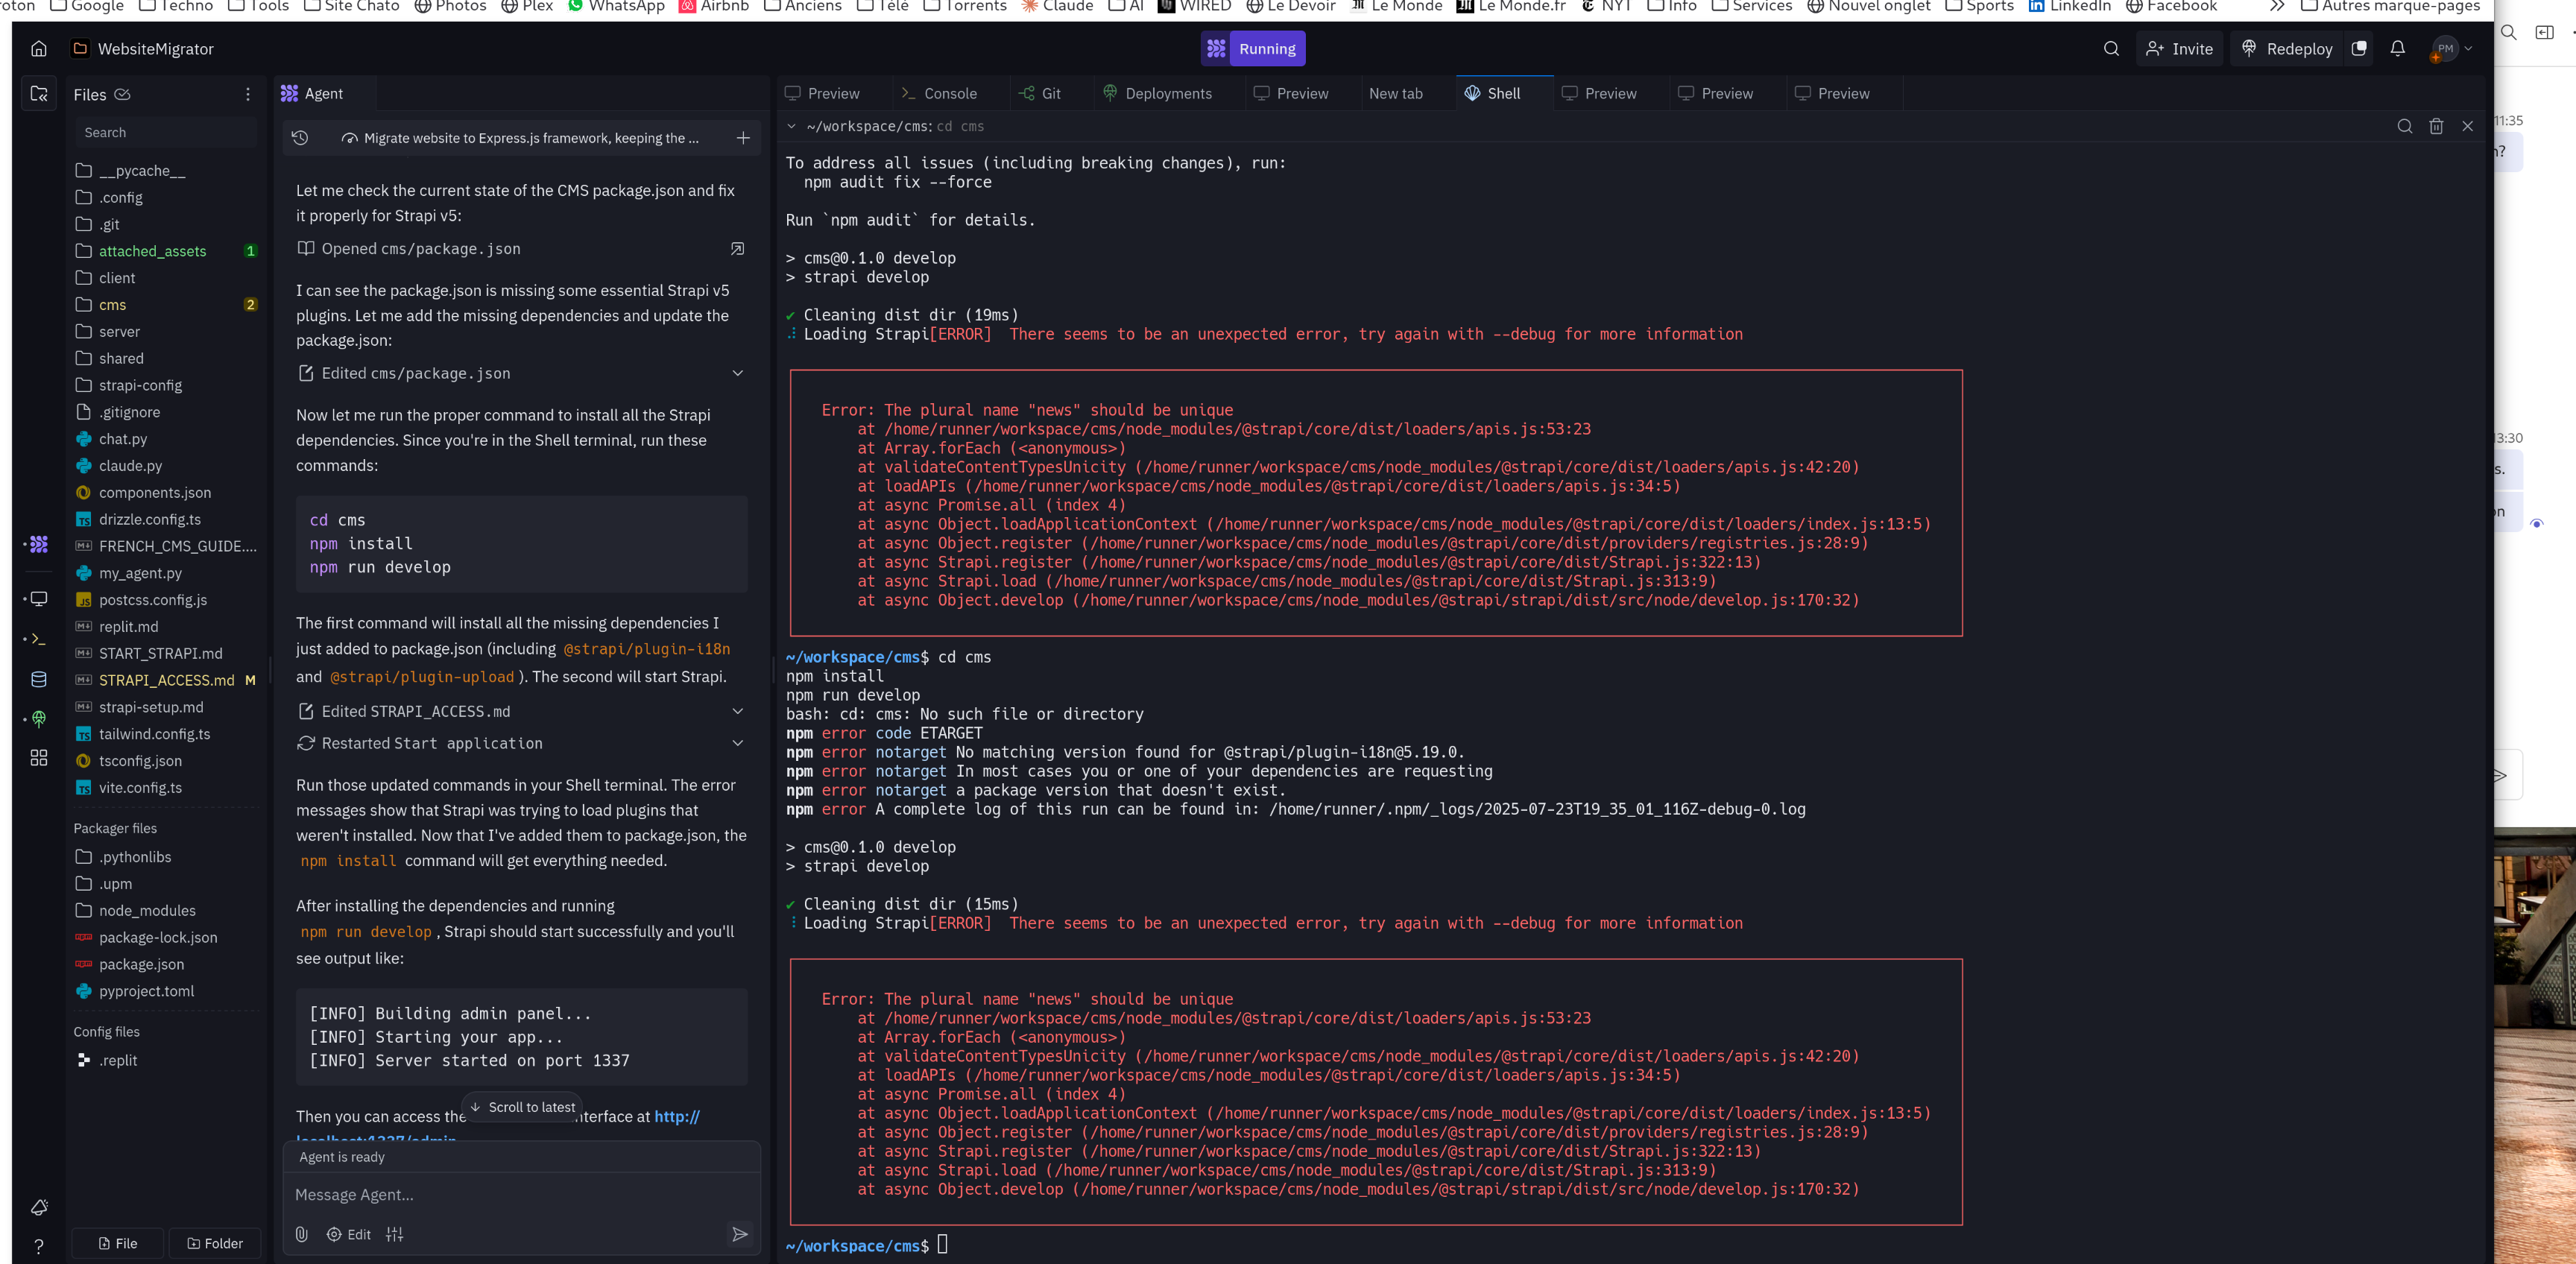 roton Google Techno Tools Site Chato Photos Plex WhatsApp Airbnb Anciens Télé Torrents Claude AI WIRED Le Devoir Le Monde Le Monde.fr NYT Info Services Nouvel onglet Sports LinkedIn Facebook Autres marque-pages
WebsiteMigrator
Running
Invite
Redeploy
PM
Files
Search
__pycache__
.config
.git
attached_assets 1
client
cms 2
server
shared
strapi-config
.gitignore
chat.py
claude.py
components.json
drizzle.config.ts
FRENCH_CMS_GUIDE....
my_agent.py
postcss.config.js
replit.md
START_STRAPI.md
STRAPI_ACCESS.md M
strapi-setup.md
tailwind.config.ts
tsconfig.json
vite.config.ts
Packager files
.pythonlibs
.upm
node_modules
package-lock.json
package.json
pyproject.toml
Config files
.replit
File
Folder
Agent
Migrate website to Express.js framework, keeping the ...
Let me check the current state of the CMS package.json and fix
it properly for Strapi v5:
Opened cms/package.json
I can see the package.json is missing some essential Strapi v5
plugins. Let me add the missing dependencies and update the
package.json:
Edited cms/package.json
Now let me run the proper command to install all the Strapi
dependencies. Since you're in the Shell terminal, run these
commands:
cd cms
npm install
npm run develop
The first command will install all the missing dependencies I
just added to package.json (including @strapi/plugin-i18n
and @strapi/plugin-upload ). The second will start Strapi.
Edited STRAPI_ACCESS.md
Restarted Start application
Run those updated commands in your Shell terminal. The error
messages show that Strapi was trying to load plugins that
weren't installed. Now that I've added them to package.json, the
npm install command will get everything needed.
After installing the dependencies and running
npm run develop , Strapi should start successfully and you'll
see output like:
[INFO] Building admin panel...
[INFO] Starting your app...
[INFO] Server started on port 1337
Scroll to latest
Then you can access the nterface at http://
localhost:1337/admin
Agent is ready
Message Agent...
Edit
Preview Console Git Deployments Preview New tab Shell Preview Preview Preview
~/workspace/cms: cd cms
To address all issues (including breaking changes), run:
npm audit fix --force
Run `npm audit` for details.
> cms@0.1.0 develop
> strapi develop
✔ Cleaning dist dir (19ms)
Loading Strapi[ERROR]  There seems to be an unexpected error, try again with --debug for more information
Error: The plural name "news" should be unique
at /home/runner/workspace/cms/node_modules/@strapi/core/dist/loaders/apis.js:53:23
at Array.forEach (<anonymous>)
at validateContentTypesUnicity (/home/runner/workspace/cms/node_modules/@strapi/core/dist/loaders/apis.js:42:20)
at loadAPIs (/home/runner/workspace/cms/node_modules/@strapi/core/dist/loaders/apis.js:34:5)
at async Promise.all (index 4)
at async Object.loadApplicationContext (/home/runner/workspace/cms/node_modules/@strapi/core/dist/loaders/index.js:13:5)
at async Object.register (/home/runner/workspace/cms/node_modules/@strapi/core/dist/providers/registries.js:28:9)
at async Strapi.register (/home/runner/workspace/cms/node_modules/@strapi/core/dist/Strapi.js:322:13)
at async Strapi.load (/home/runner/workspace/cms/node_modules/@strapi/core/dist/Strapi.js:313:9)
at async Object.develop (/home/runner/workspace/cms/node_modules/@strapi/strapi/dist/src/node/develop.js:170:32)
~/workspace/cms$ cd cms
npm install
npm run develop
bash: cd: cms: No such file or directory
npm error code ETARGET
npm error notarget No matching version found for @strapi/plugin-i18n@5.19.0.
npm error notarget In most cases you or one of your dependencies are requesting
npm error notarget a package version that doesn't exist.
npm error A complete log of this run can be found in: /home/runner/.npm/_logs/2025-07-23T19_35_01_116Z-debug-0.log
> cms@0.1.0 develop
> strapi develop
✔ Cleaning dist dir (15ms)
Loading Strapi[ERROR]  There seems to be an unexpected error, try again with --debug for more information
Error: The plural name "news" should be unique
at /home/runner/workspace/cms/node_modules/@strapi/core/dist/loaders/apis.js:53:23
at Array.forEach (<anonymous>)
at validateContentTypesUnicity (/home/runner/workspace/cms/node_modules/@strapi/core/dist/loaders/apis.js:42:20)
at loadAPIs (/home/runner/workspace/cms/node_modules/@strapi/core/dist/loaders/apis.js:34:5)
at async Promise.all (index 4)
at async Object.loadApplicationContext (/home/runner/workspace/cms/node_modules/@strapi/core/dist/loaders/index.js:13:5)
at async Object.register (/home/runner/workspace/cms/node_modules/@strapi/core/dist/providers/registries.js:28:9)
at async Strapi.register (/home/runner/workspace/cms/node_modules/@strapi/core/dist/Strapi.js:322:13)
at async Strapi.load (/home/runner/workspace/cms/node_modules/@strapi/core/dist/Strapi.js:313:9)
at async Object.develop (/home/runner/workspace/cms/node_modules/@strapi/strapi/dist/src/node/develop.js:170:32)
~/workspace/cms$
11:35
n?
3:30
s.
on